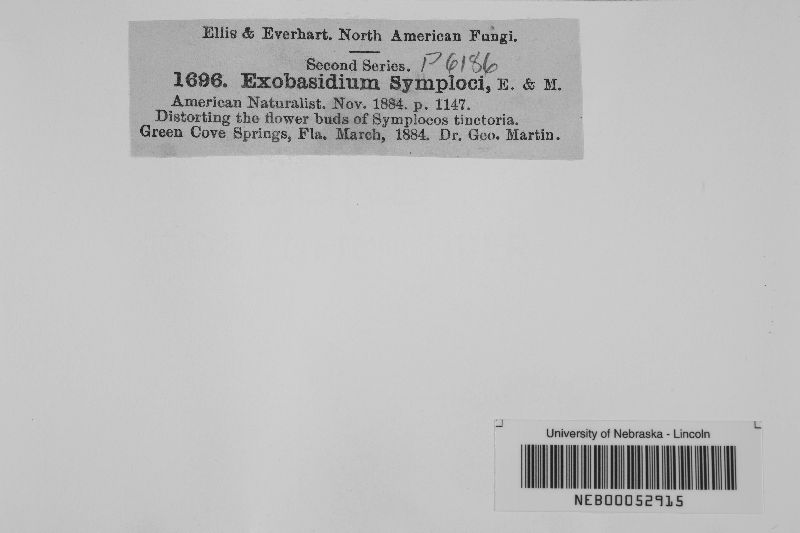 Ellis & Everhart. North American Fungi.
Second Series. P6186
1696. Exobasidium Symploci, E. & M.
American Naturalist. Nov. 1884. p. 1147.
Distorting the flower buds of Symplocos tinctoria.
Green Cove Springs, Fla. March, 1884. Dr. Geo. Martin.
University of Nebraska - Lincoln
NEB00052915